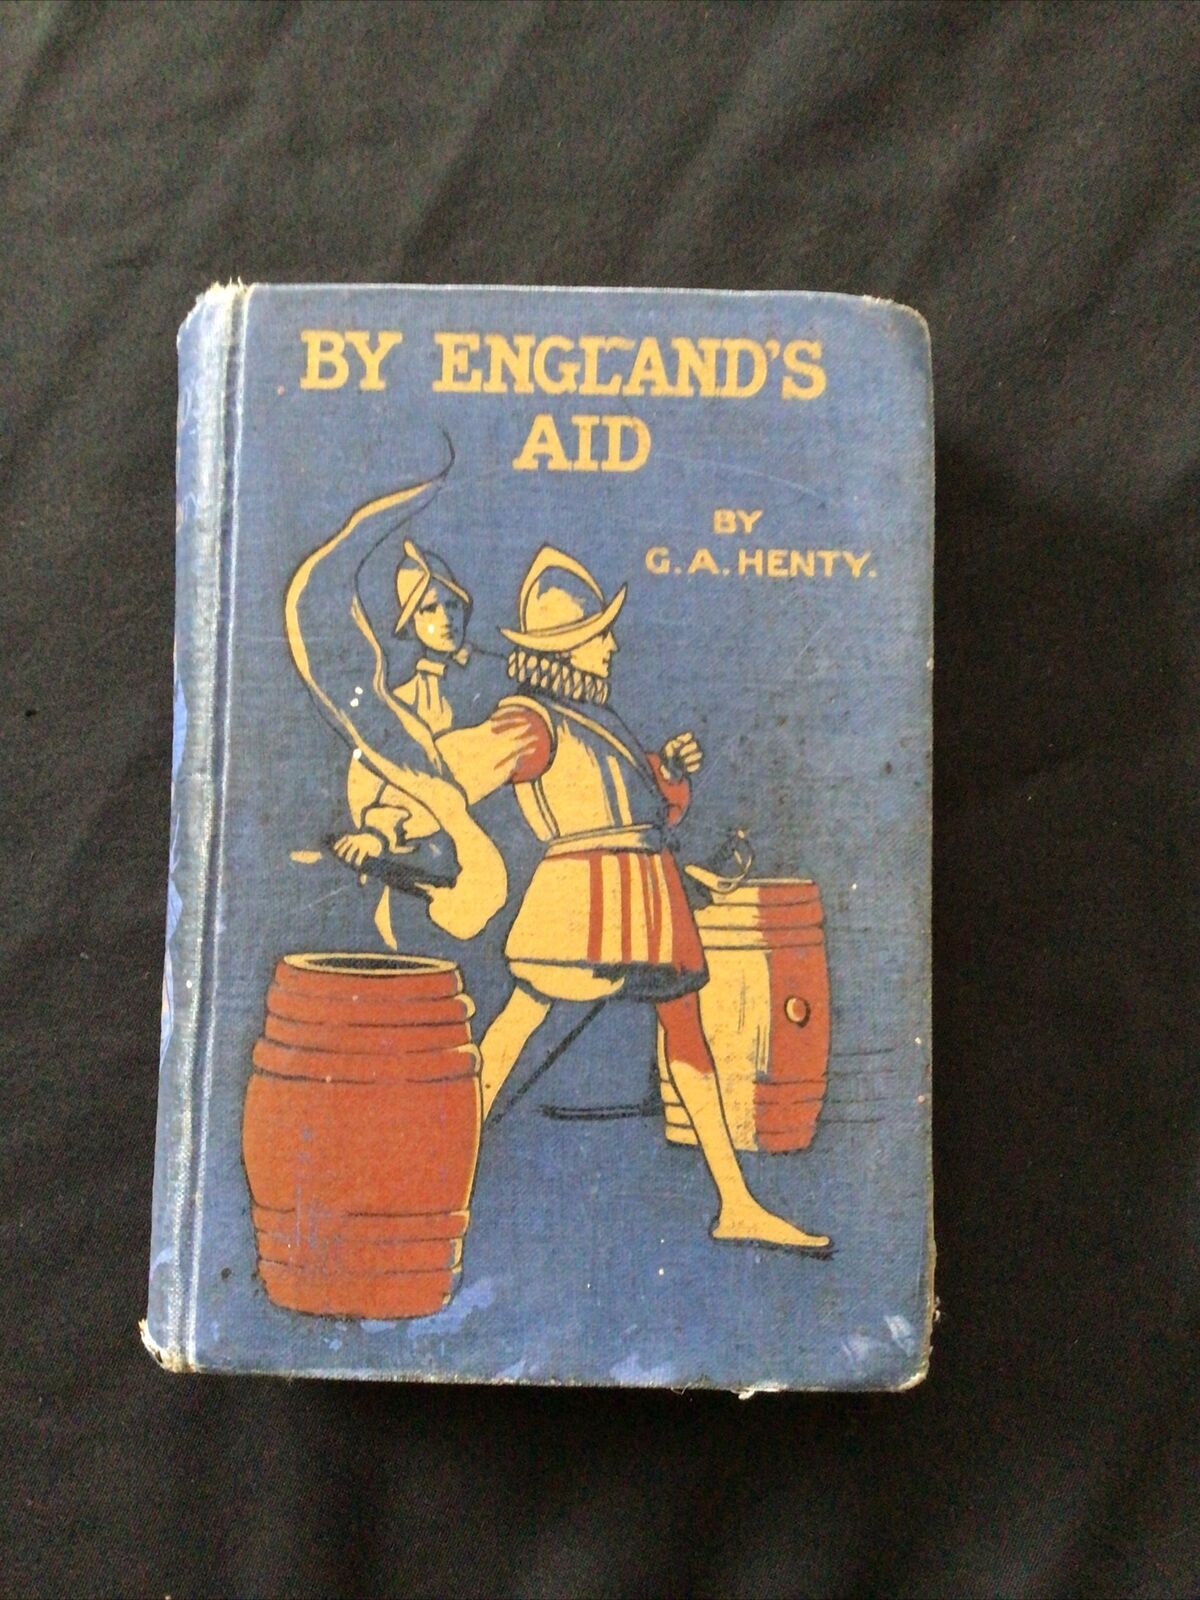 BY ENGLAND'S
AID
BY
G. A. HENTY.